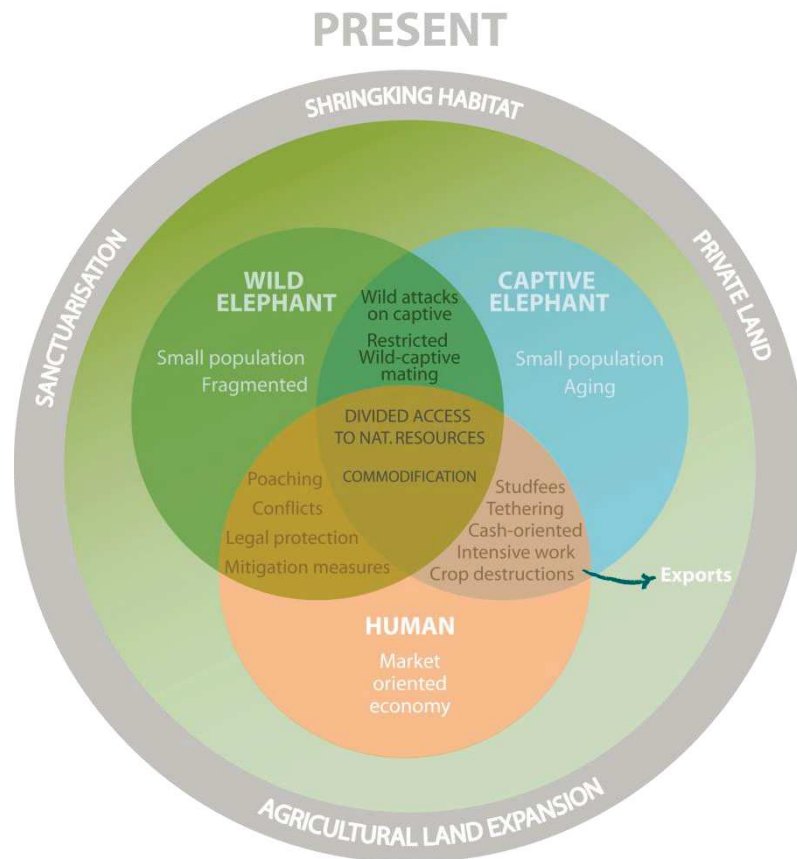 PRESENT
SHRINGKING HABITAT
SANCTUARISATION
PRIVATE LAND
WILD
ELEPHANT
Small population
Fragmented
Wild attacks
on captive
Restricted
Wild-captive
mating
CAPTIVE
ELEPHANT
Small population
Aging
DIVIDED ACCESS
TO NAT. RESOURCES
COMMODIFICATION
Poaching
Conflicts
Legal protection
Mitigation measures
Studfees
Tethering
Cash-oriented
Intensive work
Crop destructions
Exports
HUMAN
Market
oriented
economy
AGRICULTURAL LAND EXPANSION